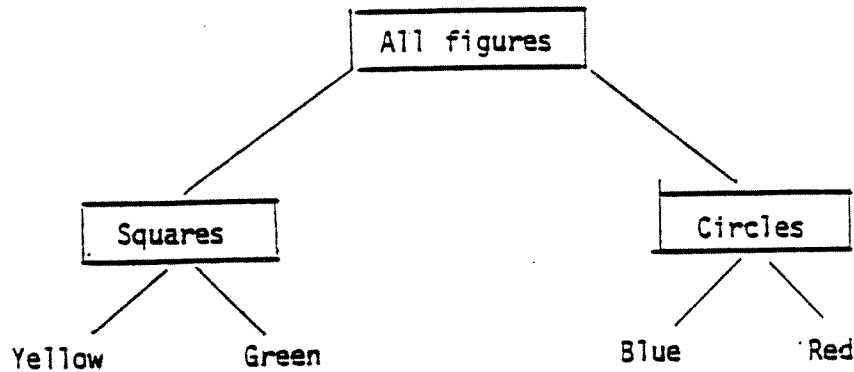 All figures
Squares
Circles
Yellow
Green
Blue
Red